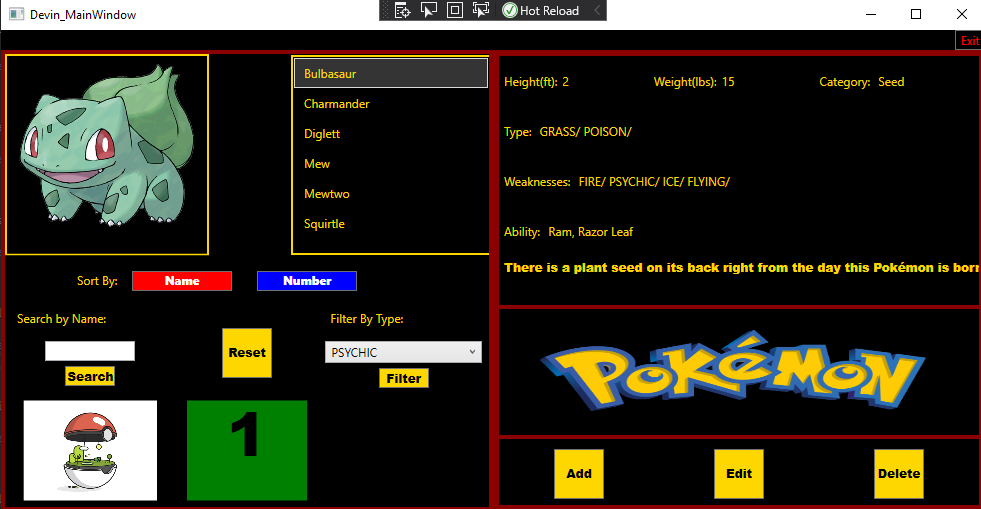 Devin_MainWindow
Hot Reload
Exit
Bulbasaur
Charmander
Diglett
Mew
Mewtwo
Squirtle
Height(ft): 2 Weight(lbs): 15 Category: Seed
Type: GRASS/ POISON/
Weaknesses: FIRE/ PSYCHIC/ ICE/ FLYING/
Ability: Ram, Razor Leaf
There is a plant seed on its back right from the day this Pokémon is born
Sort By: Name Number
Search by Name:
Search
Reset
Filter By Type:
PSYCHIC
Filter
1
POKéMON
Add Edit Delete